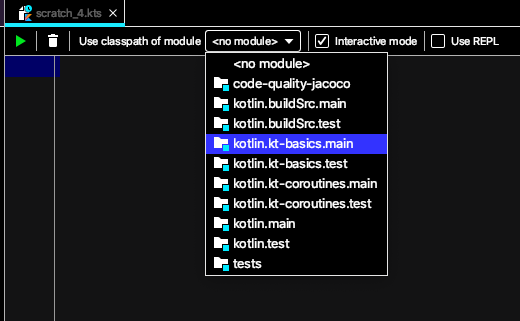 scratch_4.kts
Use classpath of module <no module> Interactive mode Use REPL
<no module>
code-quality-jacoco
kotlin.buildSrc.main
kotlin.buildSrc.test
kotlin.kt-basics.main
kotlin.kt-basics.test
kotlin.kt-coroutines.main
kotlin.kt-coroutines.test
kotlin.main
kotlin.test
tests